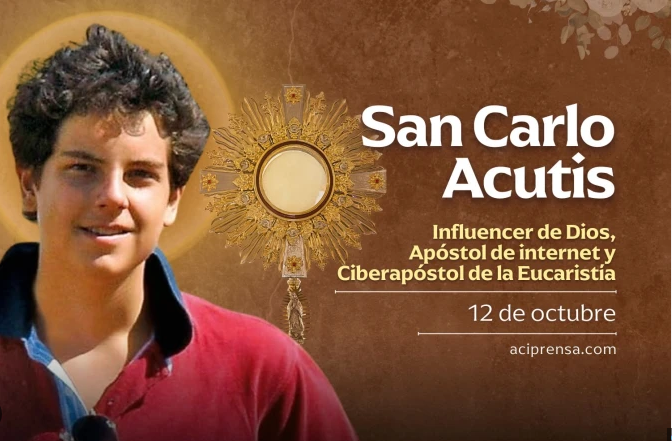 San Carlo
Acutis
Influencer de Dios,
Apóstol de internet y
Ciberapóstol de la Eucaristía
12 de octubre
aciprensa.com